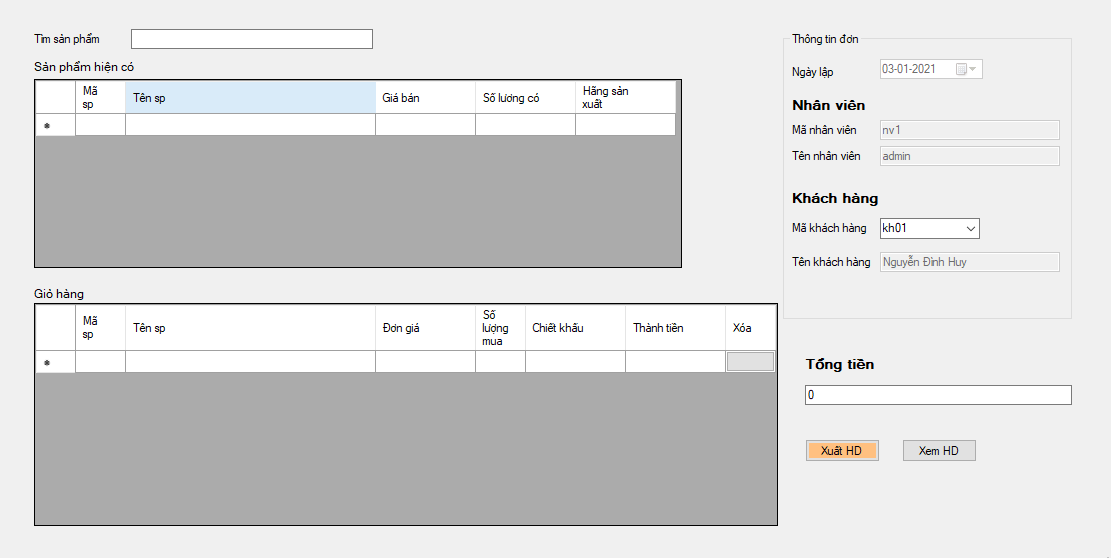 Tìm sản phẩm
Sản phẩm hiện có
Mã sp Tên sp Giá bán Số lương có Hãng sản xuất
*
Giỏ hàng
Mã sp Tên sp Đơn giá Số lượng mua Chiết khấu Thành tiền Xóa
*
Thông tin đơn
Ngày lập 03-01-2021
Nhân viên
Mã nhân viên nv1
Tên nhân viên admin
Khách hàng
Mã khách hàng kh01
Tên khách hàng Nguyễn Đình Huy
Tổng tiền
0
Xuất HD Xem HD